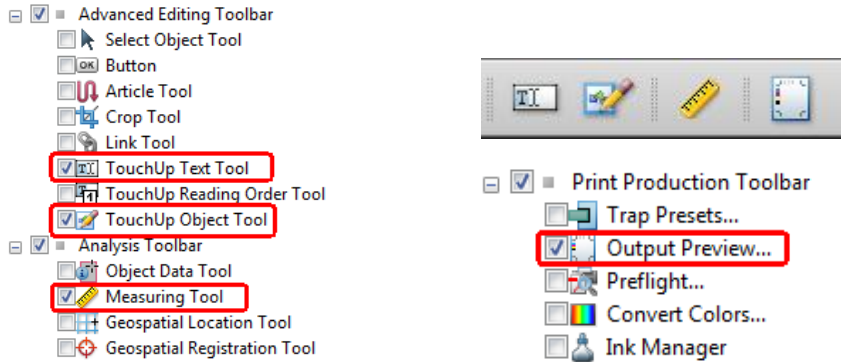 Advanced Editing Toolbar
Select Object Tool
OK Button
Article Tool
Crop Tool
Link Tool
TouchUp Text Tool
TouchUp Reading Order Tool
TouchUp Object Tool
Analysis Toolbar
Object Data Tool
Measuring Tool
Geospatial Location Tool
Geospatial Registration Tool
Print Production Toolbar
Trap Presets...
Output Preview...
Preflight...
Convert Colors...
Ink Manager